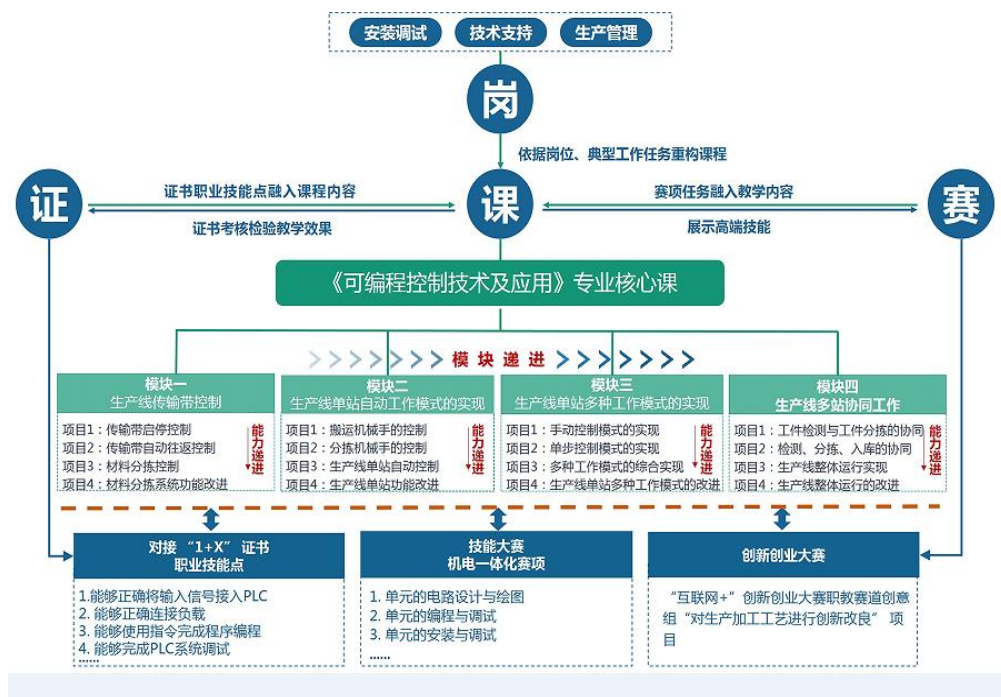 安装调试
技术支持
生产管理
岗
依据岗位、典型工作任务重构课程
证
证书职业技能点融入课程内容
证书考核检验教学效果
课
赛项任务融入教学内容
展示高端技能
赛
《可编程控制技术及应用》专业核心课
模块递进
模块一
生产线传输带控制
项目1：传输带启停控制
项目2：传输带自动往返控制
项目3：材料分拣控制
项目4：材料分拣系统功能改进
能力递进
模块二
生产线单站自动工作模式的实现
项目1：搬运机械手的控制
项目2：分拣机械手的控制
项目3：生产线单站自动控制
项目4：生产线单站功能改进
能力递进
模块三
生产线单站多种工作模式的实现
项目1：手动控制模式的实现
项目2：单步控制模式的实现
项目3：多种工作模式的综合实现
项目4：生产线单站多种工作模式的改进
能力递进
模块四
生产线多站协同工作
项目1：工件检测与工件分拣的协同
项目2：检测、分拣、入库的协同
项目3：生产线整体运行实现
项目4：生产线整体运行的改进
能力递进
对接“1+X”证书
职业技能点
1.能够正确将输入信号接入PLC
2. 能够正确连接负载
3. 能够使用指令完成程序编程
4. 能够完成PLC系统调试
......
技能大赛
机电一体化赛项
1. 单元的电路设计与绘图
2. 单元的编程与调试
3. 单元的安装与调试
......
创新创业大赛
“互联网+”创新创业大赛职教赛道创意
组“对生产加工工艺进行创新改良” 项
目